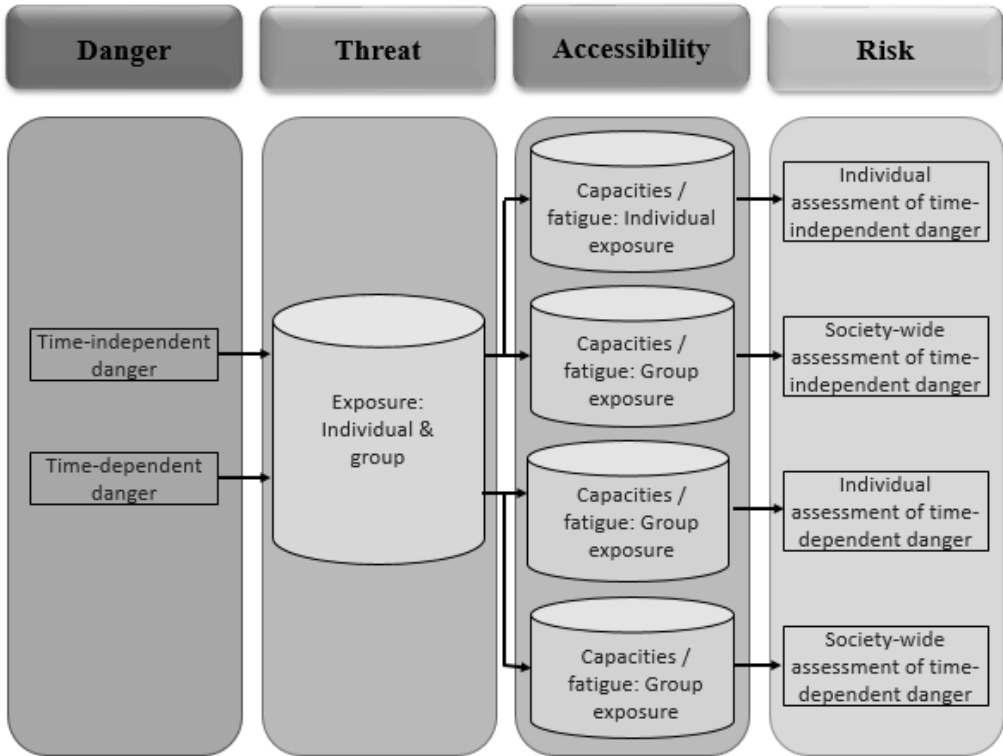 Danger
Threat
Accessibility
Risk
Time-independent
danger
Time-dependent
danger
Exposure:
Individual &
group
Capacities /
fatigue: Individual
exposure
Capacities /
fatigue: Group
exposure
Capacities /
fatigue: Group
exposure
Capacities /
fatigue: Group
exposure
Individual
assessment of time-
independent danger
Society-wide
assessment of time-
independent danger
Individual
assessment of time-
dependent danger
Society-wide
assessment of time-
dependent danger